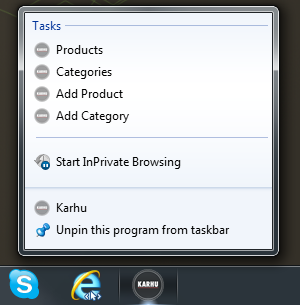 Tasks
Products
Categories
Add Product
Add Category
Start InPrivate Browsing
Karhu
Unpin this program from taskbar
KARHU